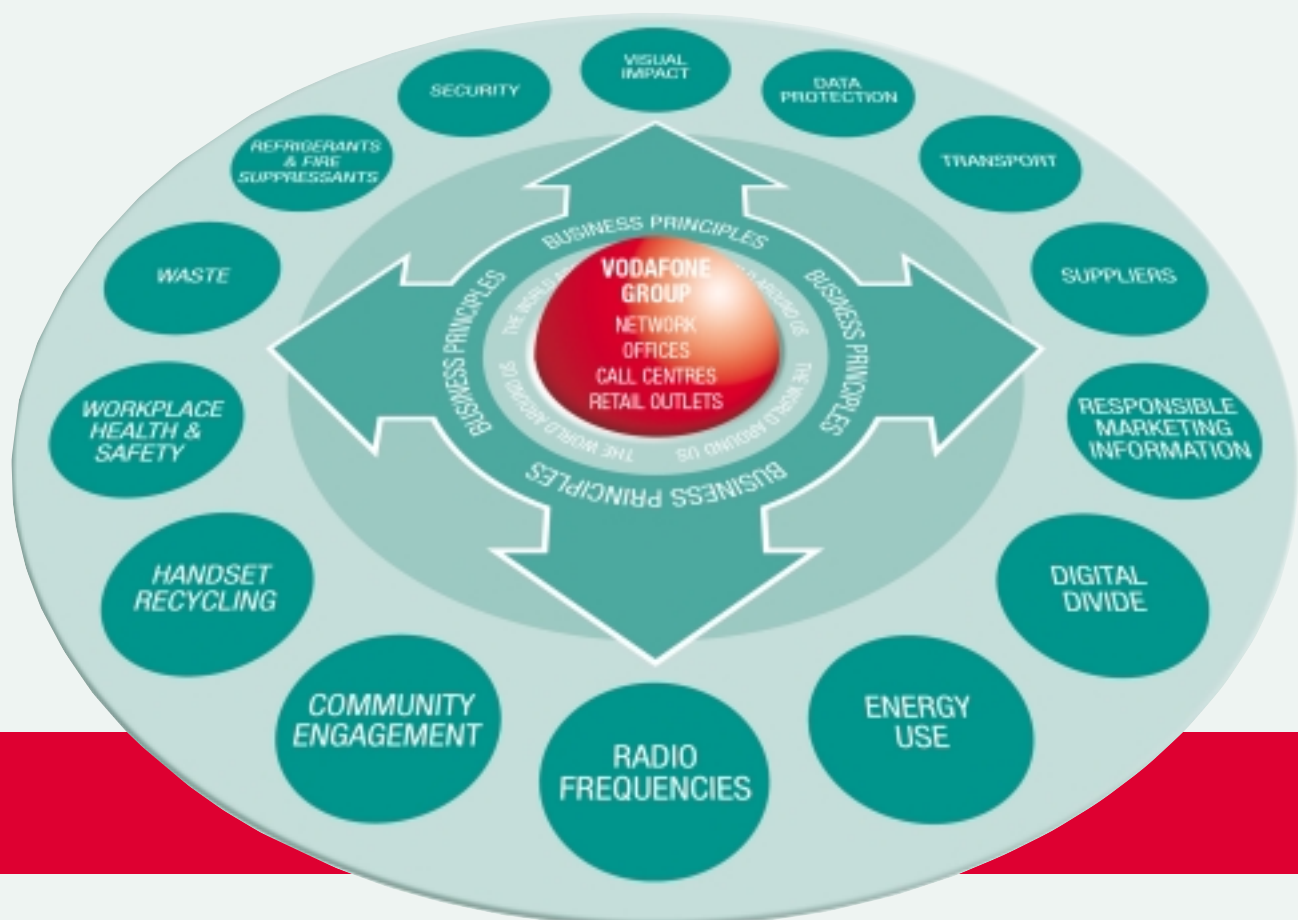 VISUAL
IMPACT
SECURITY
DATA
PROTECTION
REFRIGERANTS
& FIRE
SUPPRESSANTS
TRANSPORT
BUSINESS PRINCIPLES
WASTE
SUPPLIERS
BUSINESS PRINCIPLES
BUSINESS PRINCIPLES
THE WORLD A
D AROUND US
VODAFONE
GROUP
NETWORK
OFFICES
CALL CENTRES
RETAIL OUTLETS
THE WORLD AROUND US
THE WORLD AROUND US
BUSINESS PRINCIPLES
WORKPLACE
HEALTH &
SAFETY
RESPONSIBLE
MARKETING
INFORMATION
HANDSET
RECYCLING
DIGITAL
DIVIDE
COMMUNITY
ENGAGEMENT
RADIO
FREQUENCIES
ENERGY
USE